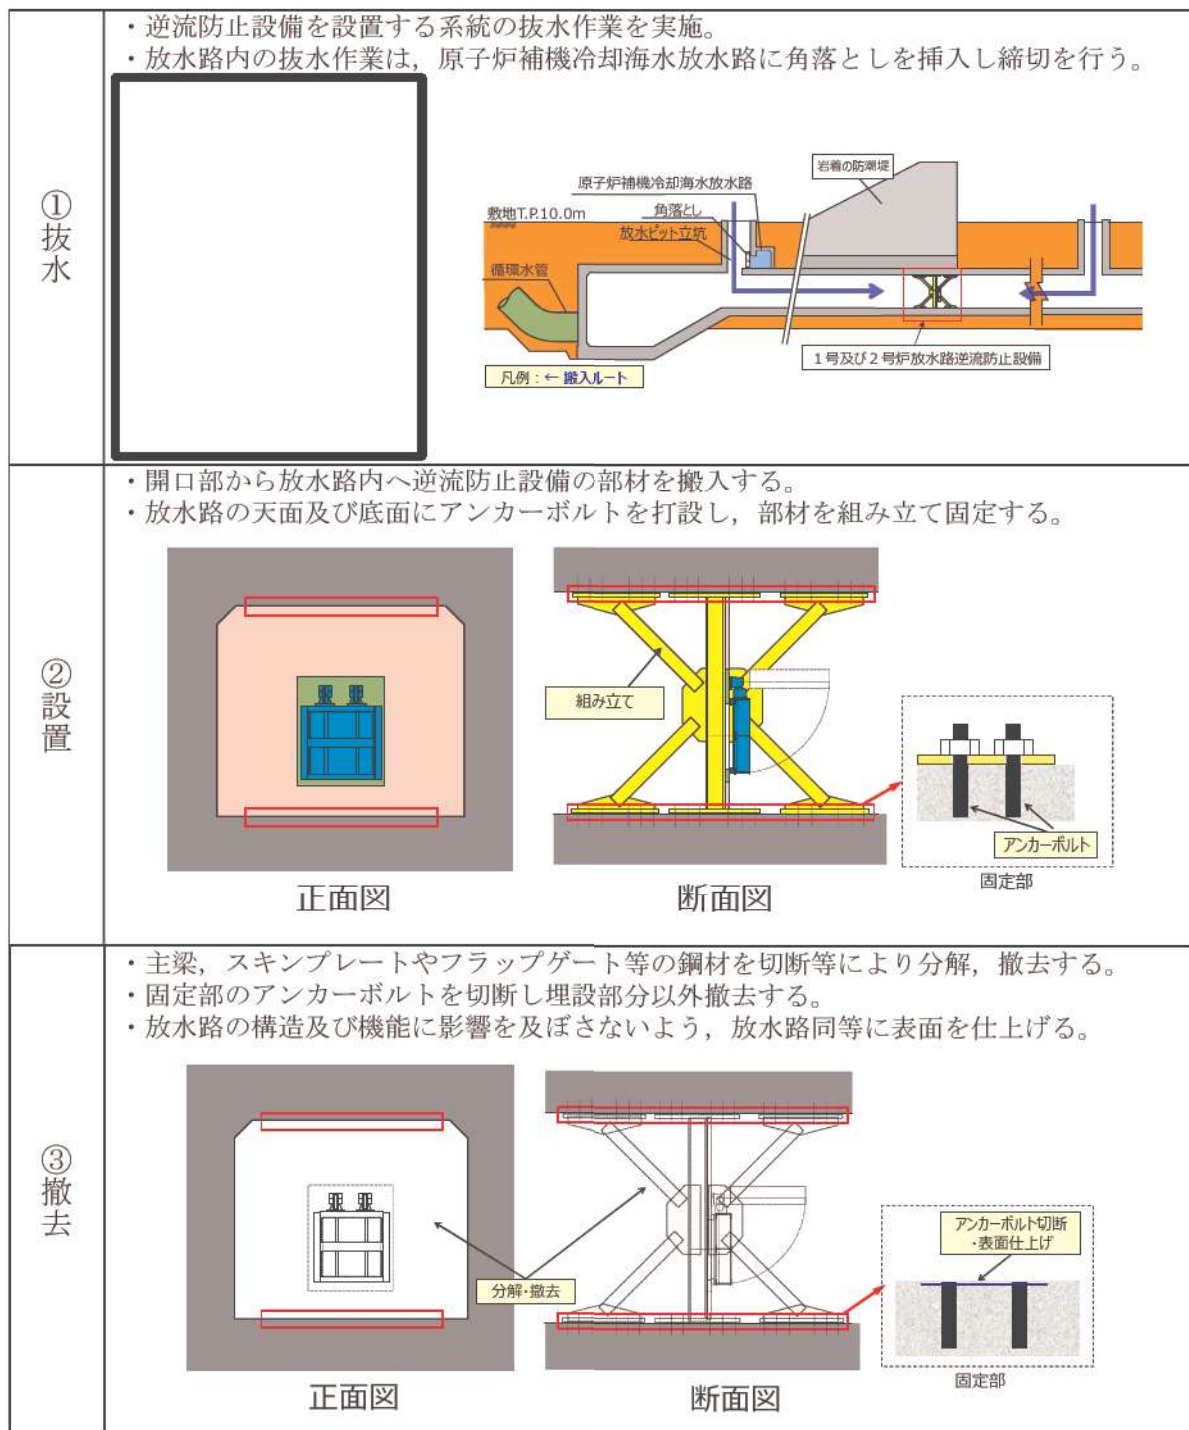 ①抜水
・逆流防止設備を設置する系統の抜水作業を実施。
・放水路内の抜水作業は，原子炉補機冷却海水放水路に角落としを挿入し締切を行う。
岩着の防潮堤
原子炉補機冷却海水放水路
敷地T.P.10.0m
角落とし
放水ピット立坑
循環水管
1号及び2号炉放水路逆流防止設備
凡例：← 搬入ルート
②設置
・開口部から放水路内へ逆流防止設備の部材を搬入する。
・放水路の天面及び底面にアンカーボルトを打設し，部材を組み立て固定する。
組み立て
アンカーボルト
固定部
正面図
断面図
③撤去
・主梁，スキンプレートやフラップゲート等の鋼材を切断等により分解，撤去する。
・固定部のアンカーボルトを切断し埋設部分以外撤去する。
・放水路の構造及び機能に影響を及ぼさないよう，放水路同等に表面を仕上げる。
アンカーボルト切断
・表面仕上げ
分解・撤去
固定部
正面図
断面図